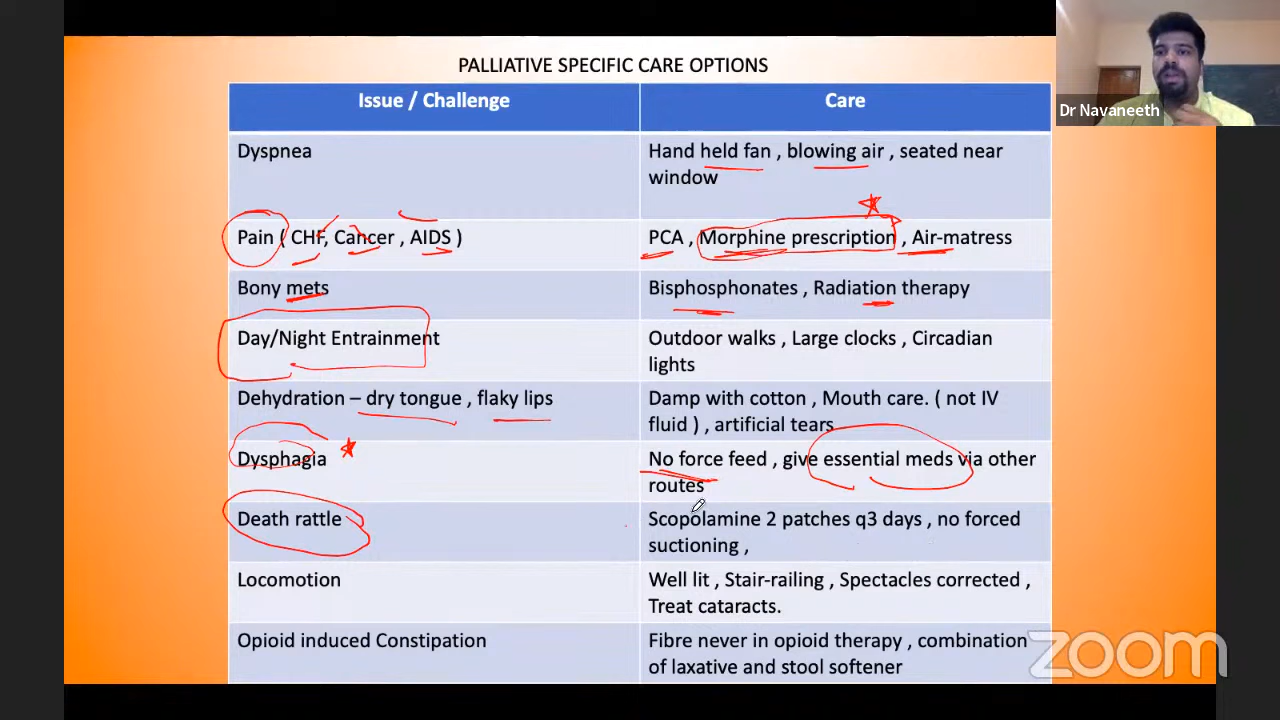 PALLIATIVE SPECIFIC CARE OPTIONS
Issue / Challenge
Care
Dyspnea
Hand held fan , blowing air , seated near
window
Pain ( CHF, Cancer , AIDS )
PCA , Morphine prescription , Air-matress
Bony mets
Bisphosphonates , Radiation therapy
Day/Night Entrainment
Outdoor walks , Large clocks , Circadian
lights
Dehydration – dry tongue , flaky lips
Damp with cotton , Mouth care. ( not IV
fluid ) , artificial tears
Dysphagia
No force feed , give essential meds via other
routes
Death rattle
Scopolamine 2 patches q3 days , no forced
suctioning ,
Locomotion
Well lit , Stair-railing , Spectacles corrected ,
Treat cataracts.
Opioid induced Constipation
Fibre never in opioid therapy , combination
of laxative and stool softener
Dr Navaneeth
zoom